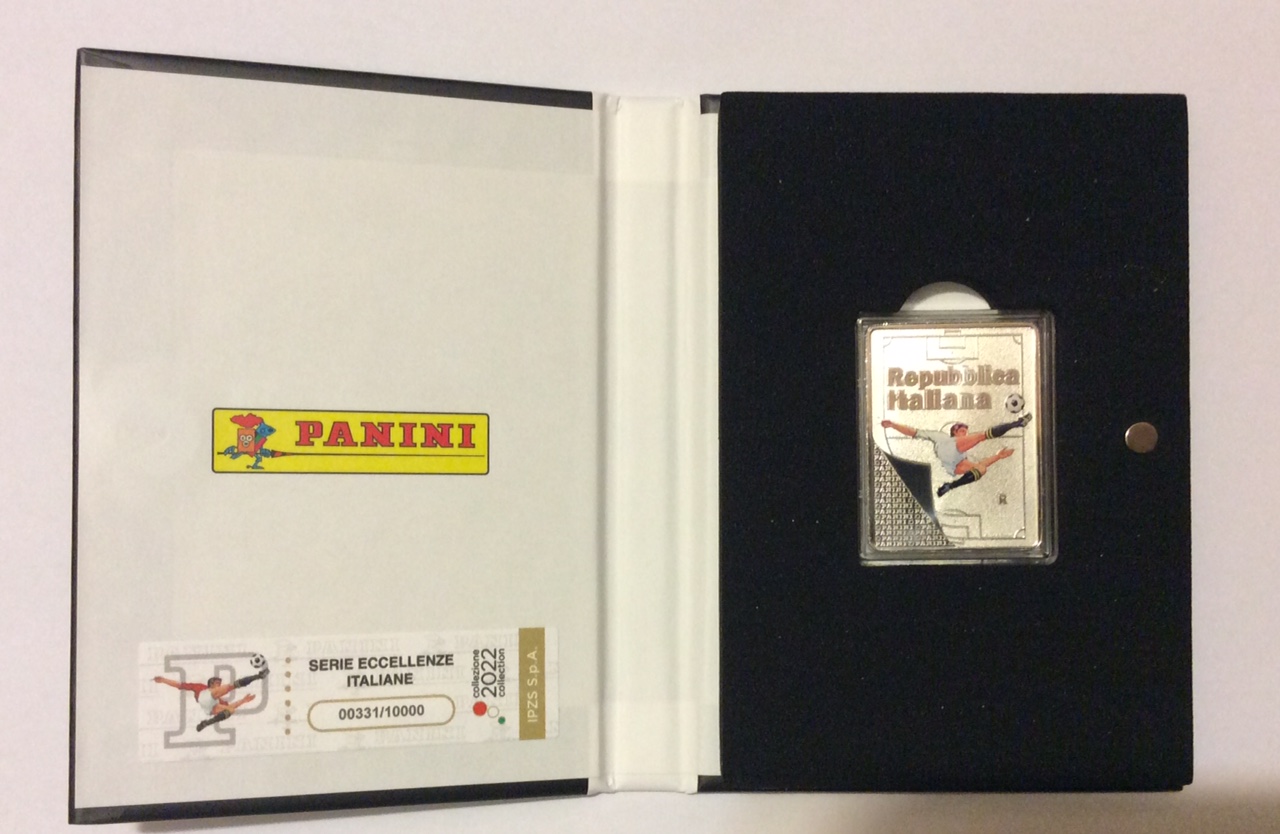 PANINI
SERIE ECCELLENZE
ITALIANE
00331/10000
collezione
2022
collection
IPZS S.p.A.
Repubblica
Italiana
R